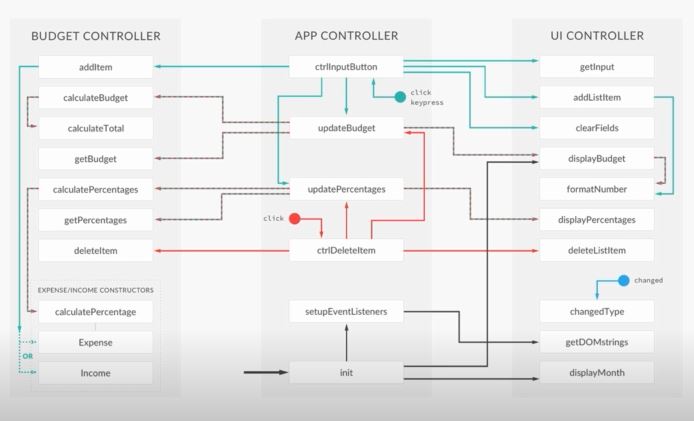 BUDGET CONTROLLER
addItem
calculateBudget
calculateTotal
getBudget
calculatePercentages
getPercentages
deleteItem
EXPENSE/INCOME CONSTRUCTORS
calculatePercentage
Expense
OR
Income
APP CONTROLLER
ctrlInputButton
click
keypress
updateBudget
updatePercentages
click
ctrlDeleteItem
setupEventListeners
init
UI CONTROLLER
getInput
addListItem
clearFields
displayBudget
formatNumber
displayPercentages
deleteListItem
changed
changedType
getDOMstrings
displayMonth